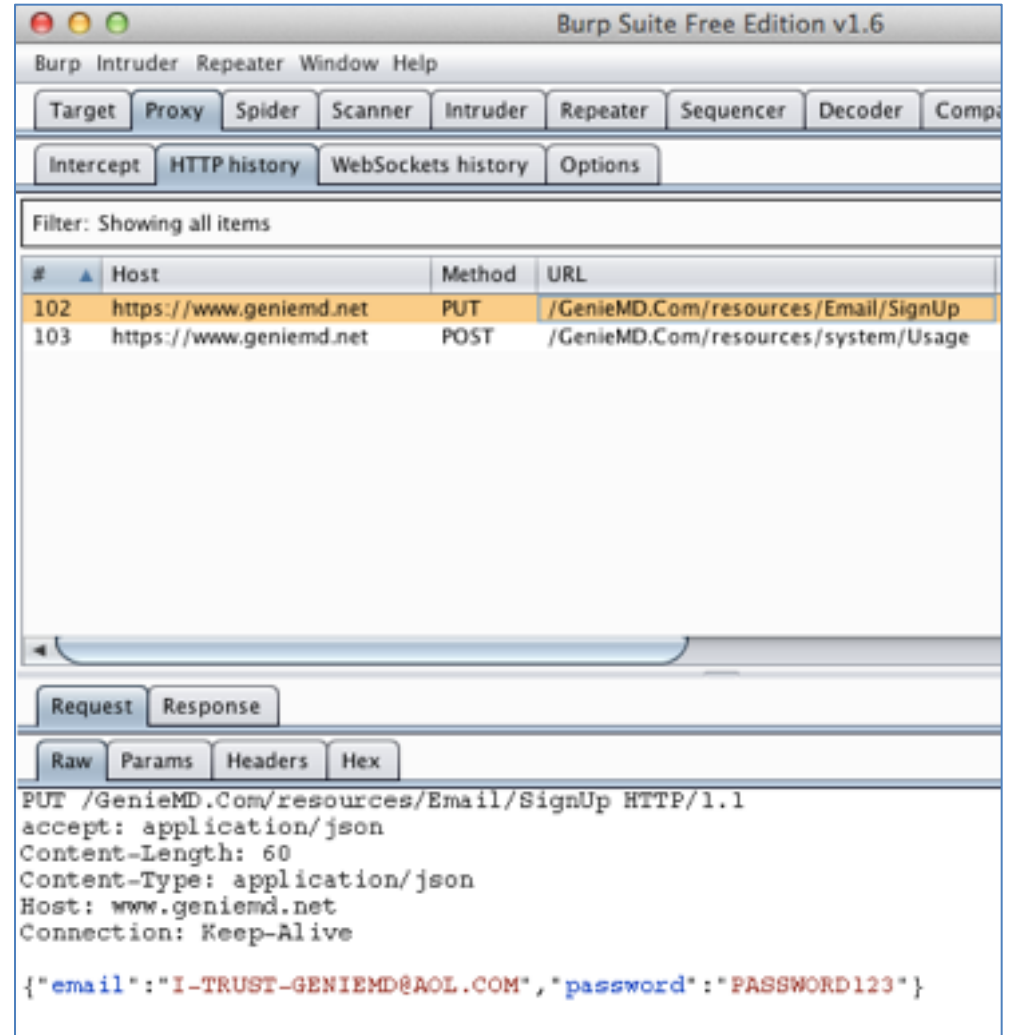 Burp Suite Free Edition v1.6
Burp Intruder Repeater Window Help
Target Proxy Spider Scanner Intruder Repeater Sequencer Decoder Compa
Intercept HTTP history WebSockets history Options
Filter: Showing all items
# Host Method URL
102 https://www.geniemd.net PUT /GenieMD.Com/resources/Email/SignUp
103 https://www.geniemd.net POST /GenieMD.Com/resources/system/Usage
Request Response
Raw Params Headers Hex
PUT /GenieMD.Com/resources/Email/SignUp HTTP/1.1
accept: application/json
Content-Length: 60
Content-Type: application/json
Host: www.geniemd.net
Connection: Keep-Alive
{"email":"I-TRUST-GENIEMD@AOL.COM","password":"PASSWORD123"}